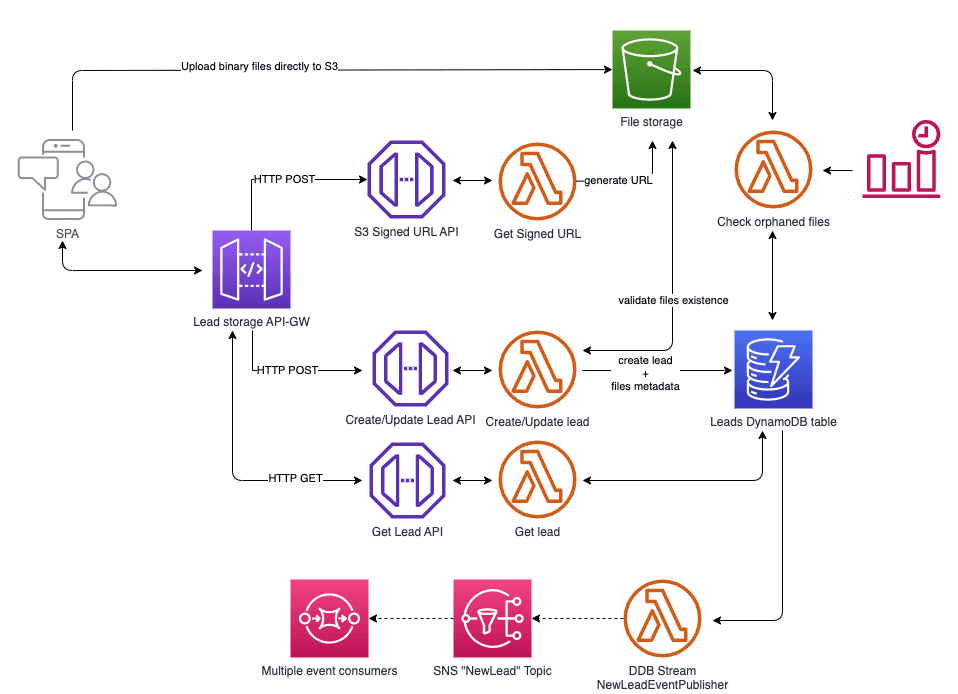 Upload binary files directly to S3
File storage
SPA
HTTP POST
generate URL
S3 Signed URL API
Get Signed URL
Check orphaned files
</>
Lead storage API-GW
validate files existence
HTTP POST
create lead
+
files metadata
Create/Update Lead API
Create/Update lead
Leads DynamoDB table
HTTP GET
Get Lead API
Get lead
Multiple event consumers
SNS "NewLead" Topic
DDB Stream
NewLeadEventPublisher